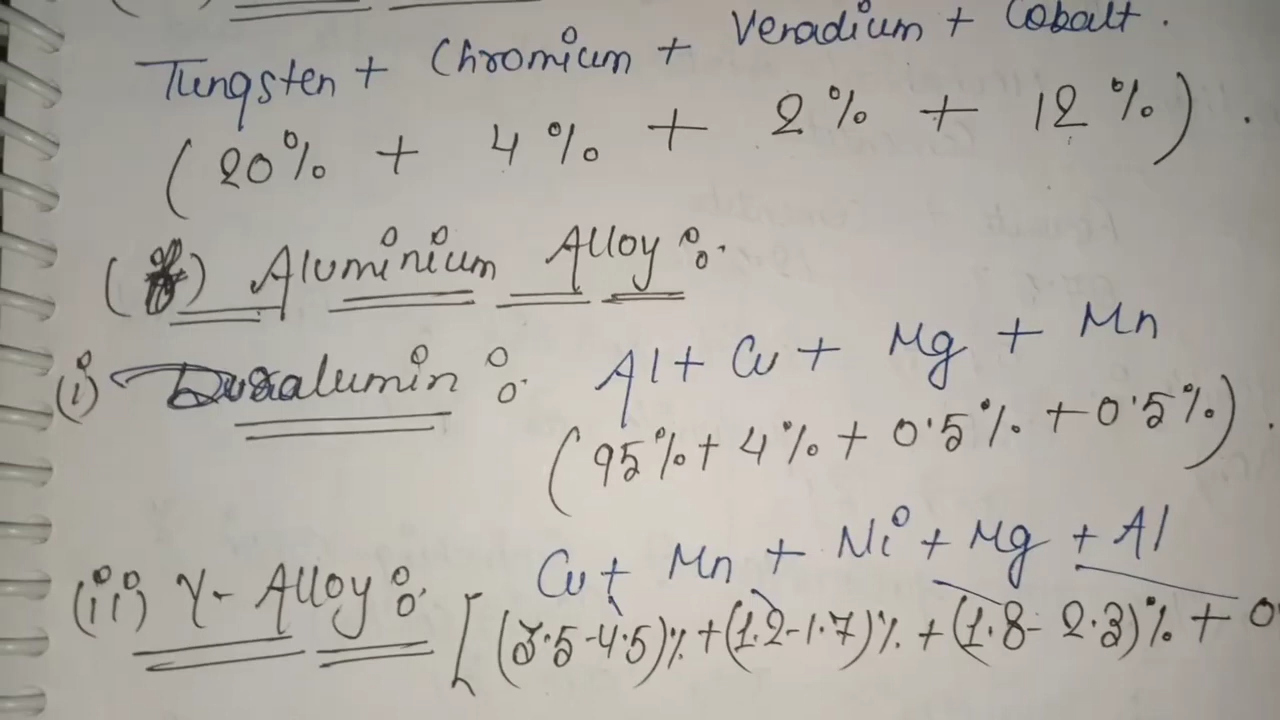 Tungsten + Chromium + Veradium + Cobalt.
(20% + 4% + 2% + 12%).
Aluminium Alloy:
(i) Duralumin: Al + Cu + Mg + Mn
(95% + 4% + 0.5% + 0.5%).
(ii) Y-Alloy: Cu + Mn + Ni + Mg + Al
[(3.5-4.5)% + (1.2-1.7)% + (1.8-2.3)% + 0